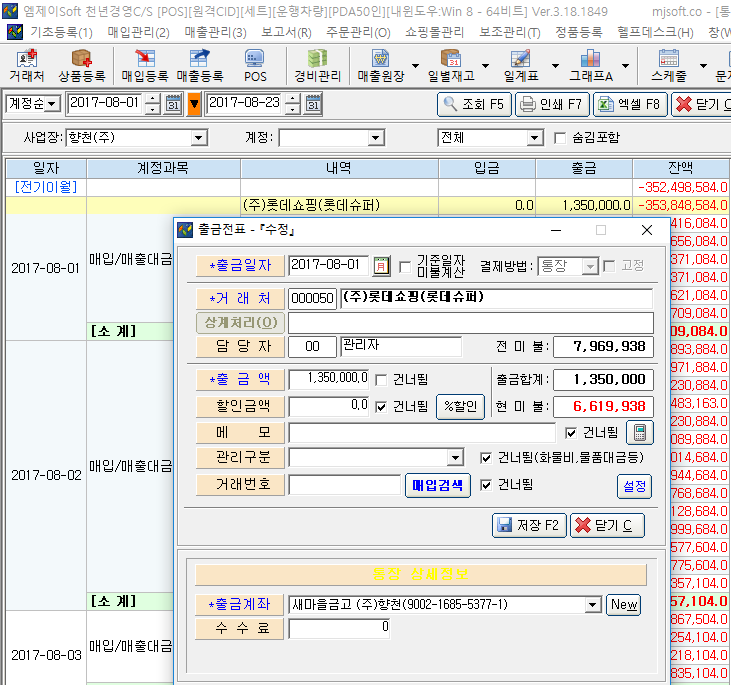 엠제이Soft 천년경영C/S [POS][원격CID][세트][운행차량][PDA50인][내윈도우:Win 8 - 64비트] Ver.3.18.1849 mjsoft.co - [통
기초등록(1) 매입관리(2) 매출관리(3) 보고서(R) 주문관리(O) 쇼핑몰관리 보조관리(T) 정품등록 헬프데스크(H) 창(W
거래처 상품등록 매입등록 매출등록 POS 경비관리 매출원장 일별재고 일계표 그래프A 스케줄
계정순 2017-08-01 31 2017-08-23 31 조회 F5 인쇄 F7 엑셀 F8 닫기 C
사업장: 향천(주) 계정: 전체 숨김포함
일자 계정과목 내역 입금 출금 잔액
[전기이월] -352,498,584.0
(주)롯데쇼핑(롯데슈퍼) 0.0 1,350,000.0 -353,848,584.0
출금전표 - 『수정』
416,084.0
*출금일자 2017-08-01 월 기준일자 미불계산 결제방법: 통장 고정
656,084.0
2017-08-01 매입/매출대금
371,084.0
371,084.0
*거 래 처 000050 (주)롯데쇼핑(롯데슈퍼)
621,084.0
상계처리(O)
709,084.0
[소 계] 09,084.0
담 당 자 00 관리자 전 미 불: 7,969,938
893,884.0
971,884.0
*출 금 액 1,350,000.0 건너뜀 출금합계: 1,350,000
230,884.0
할인금액 0.0 건너뜀 %할인 현 미 불: 6,619,938
483,163.0
230,884.0
메 모 건너뜀
089,884.0
관리구분 건너뜀(화물비,물품대금등)
014,684.0
2017-08-02 매입/매출대금
944,684.0
거래번호 매입검색 건너뜀 설정
768,684.0
128,684.0
저장 F2 닫기 C
999,684.0
577,604.0
775,604.0
통장 상세정보
357,104.0
[소 계] 57,104.0
*출금계좌 새마을금고 (주)향천(9002-1685-5377-1) New
867,504.0
수 수 료 0
254,104.0
2017-08-03 매입/매출대금
218,104.0
835,104.0